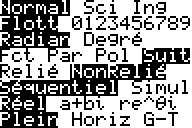 Normal Sci Ing
Flott 0123456789
Radian Degré
Fct Par Pol Suit
Relié NonRelié
Séquentiel Simul
Réel a+bi re^θi
Plein Horiz G-T